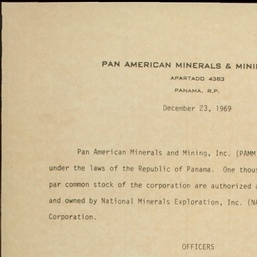 PAN AMERICAN MINERALS & MINI
APARTADO 4383
PANAMA, R.P.
December 23, 1969
Pan American Minerals and Mining, Inc. (PAMM
under the laws of the Republic of Panama. One thous
par common stock of the corporation are authorized a
and owned by National Minerals Exploration, Inc. (NA
Corporation.
OFFICERS